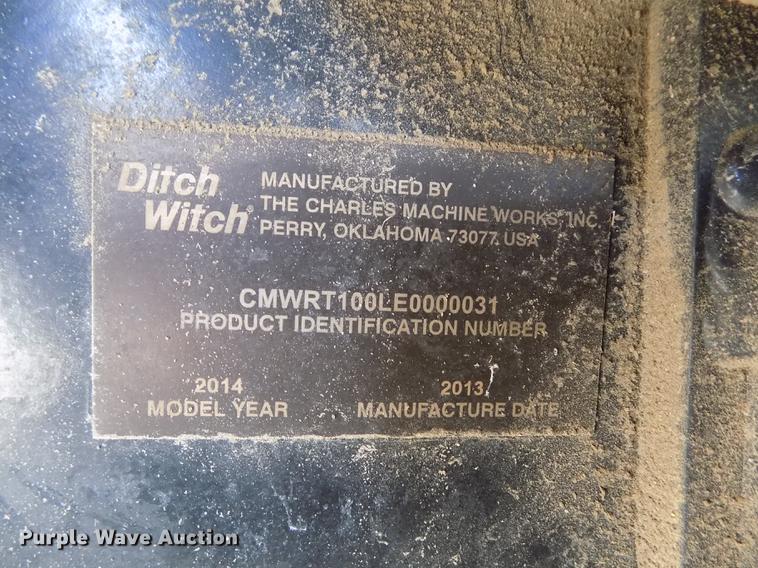 Ditch Witch®
MANUFACTURED BY
THE CHARLES MACHINE WORKS, INC.
PERRY, OKLAHOMA 73077 USA
CMWRT100LE0000031
PRODUCT IDENTIFICATION NUMBER
2014
MODEL YEAR
2013
MANUFACTURE DATE
Purple Wave Auction